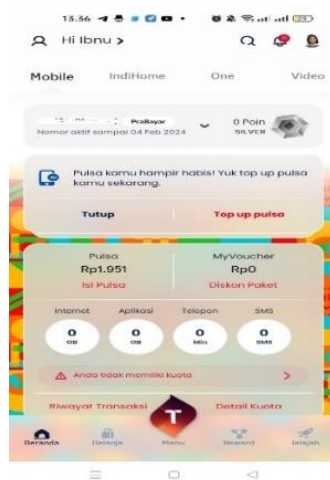 13.36
Hi Ibnu >
Mobile IndiHome One Video
PraBayar
Nomor aktif sampai 04 Feb 2024
0 Poin
SILVER
Pulsa kamu hampir habis! Yuk top up pulsa
kamu sekarang.
Tutup Top up pulsa
Pulsa MyVoucher
Rp1.951 Rp0
Isi Pulsa Diskon Paket
Internet Aplikasi Telepon SMS
0 0 0 0
GB GB Min SMS
Anda tidak memiliki kuota >
Riwayat Transaksi Detail Kuota
T
Beranda Belanja Menu Reward Jelajah